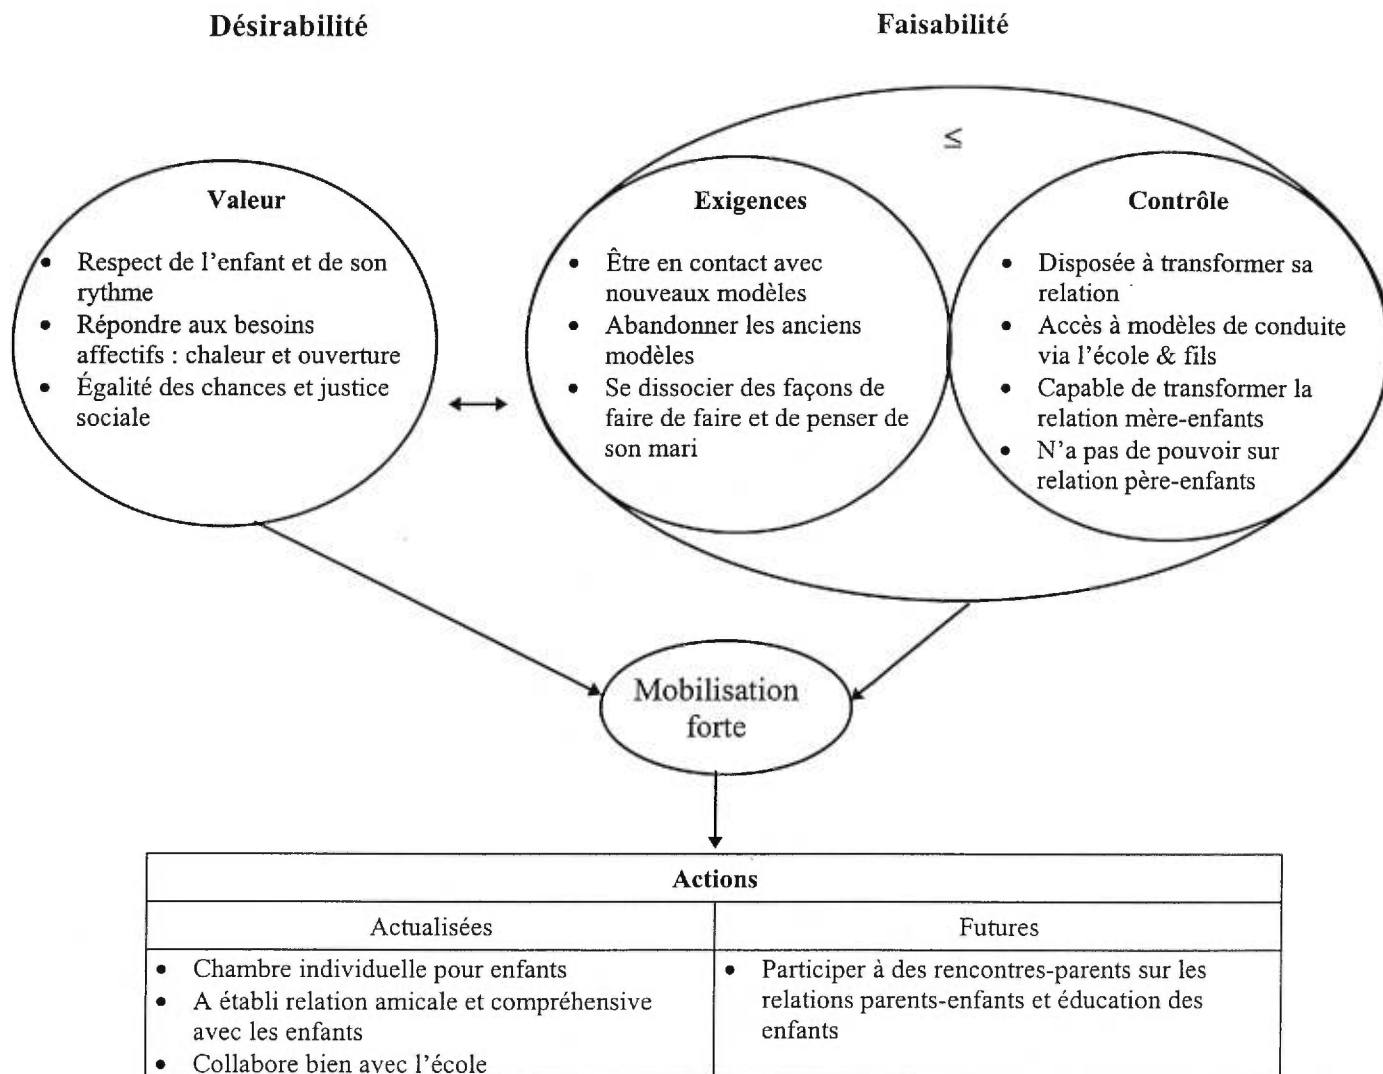 Désirabilité
Faisabilité
Valeur
• Respect de l'enfant et de son
rythme
• Répondre aux besoins
affectifs : chaleur et ouverture
• Égalité des chances et justice
sociale
≤
Exigences
• Être en contact avec
nouveaux modèles
• Abandonner les anciens
modèles
• Se dissocier des façons de
faire de faire et de penser de
son mari
Contrôle
• Disposée à transformer sa
relation
• Accès à modèles de conduite
via l'école & fils
• Capable de transformer la
relation mère-enfants
• N'a pas de pouvoir sur
relation père-enfants
Mobilisation
forte
Actions
Actualisées
Futures
• Chambre individuelle pour enfants
• A établi relation amicale et compréhensive
avec les enfants
• Collabore bien avec l'école
• Participer à des rencontres-parents sur les
relations parents-enfants et éducation des
enfants